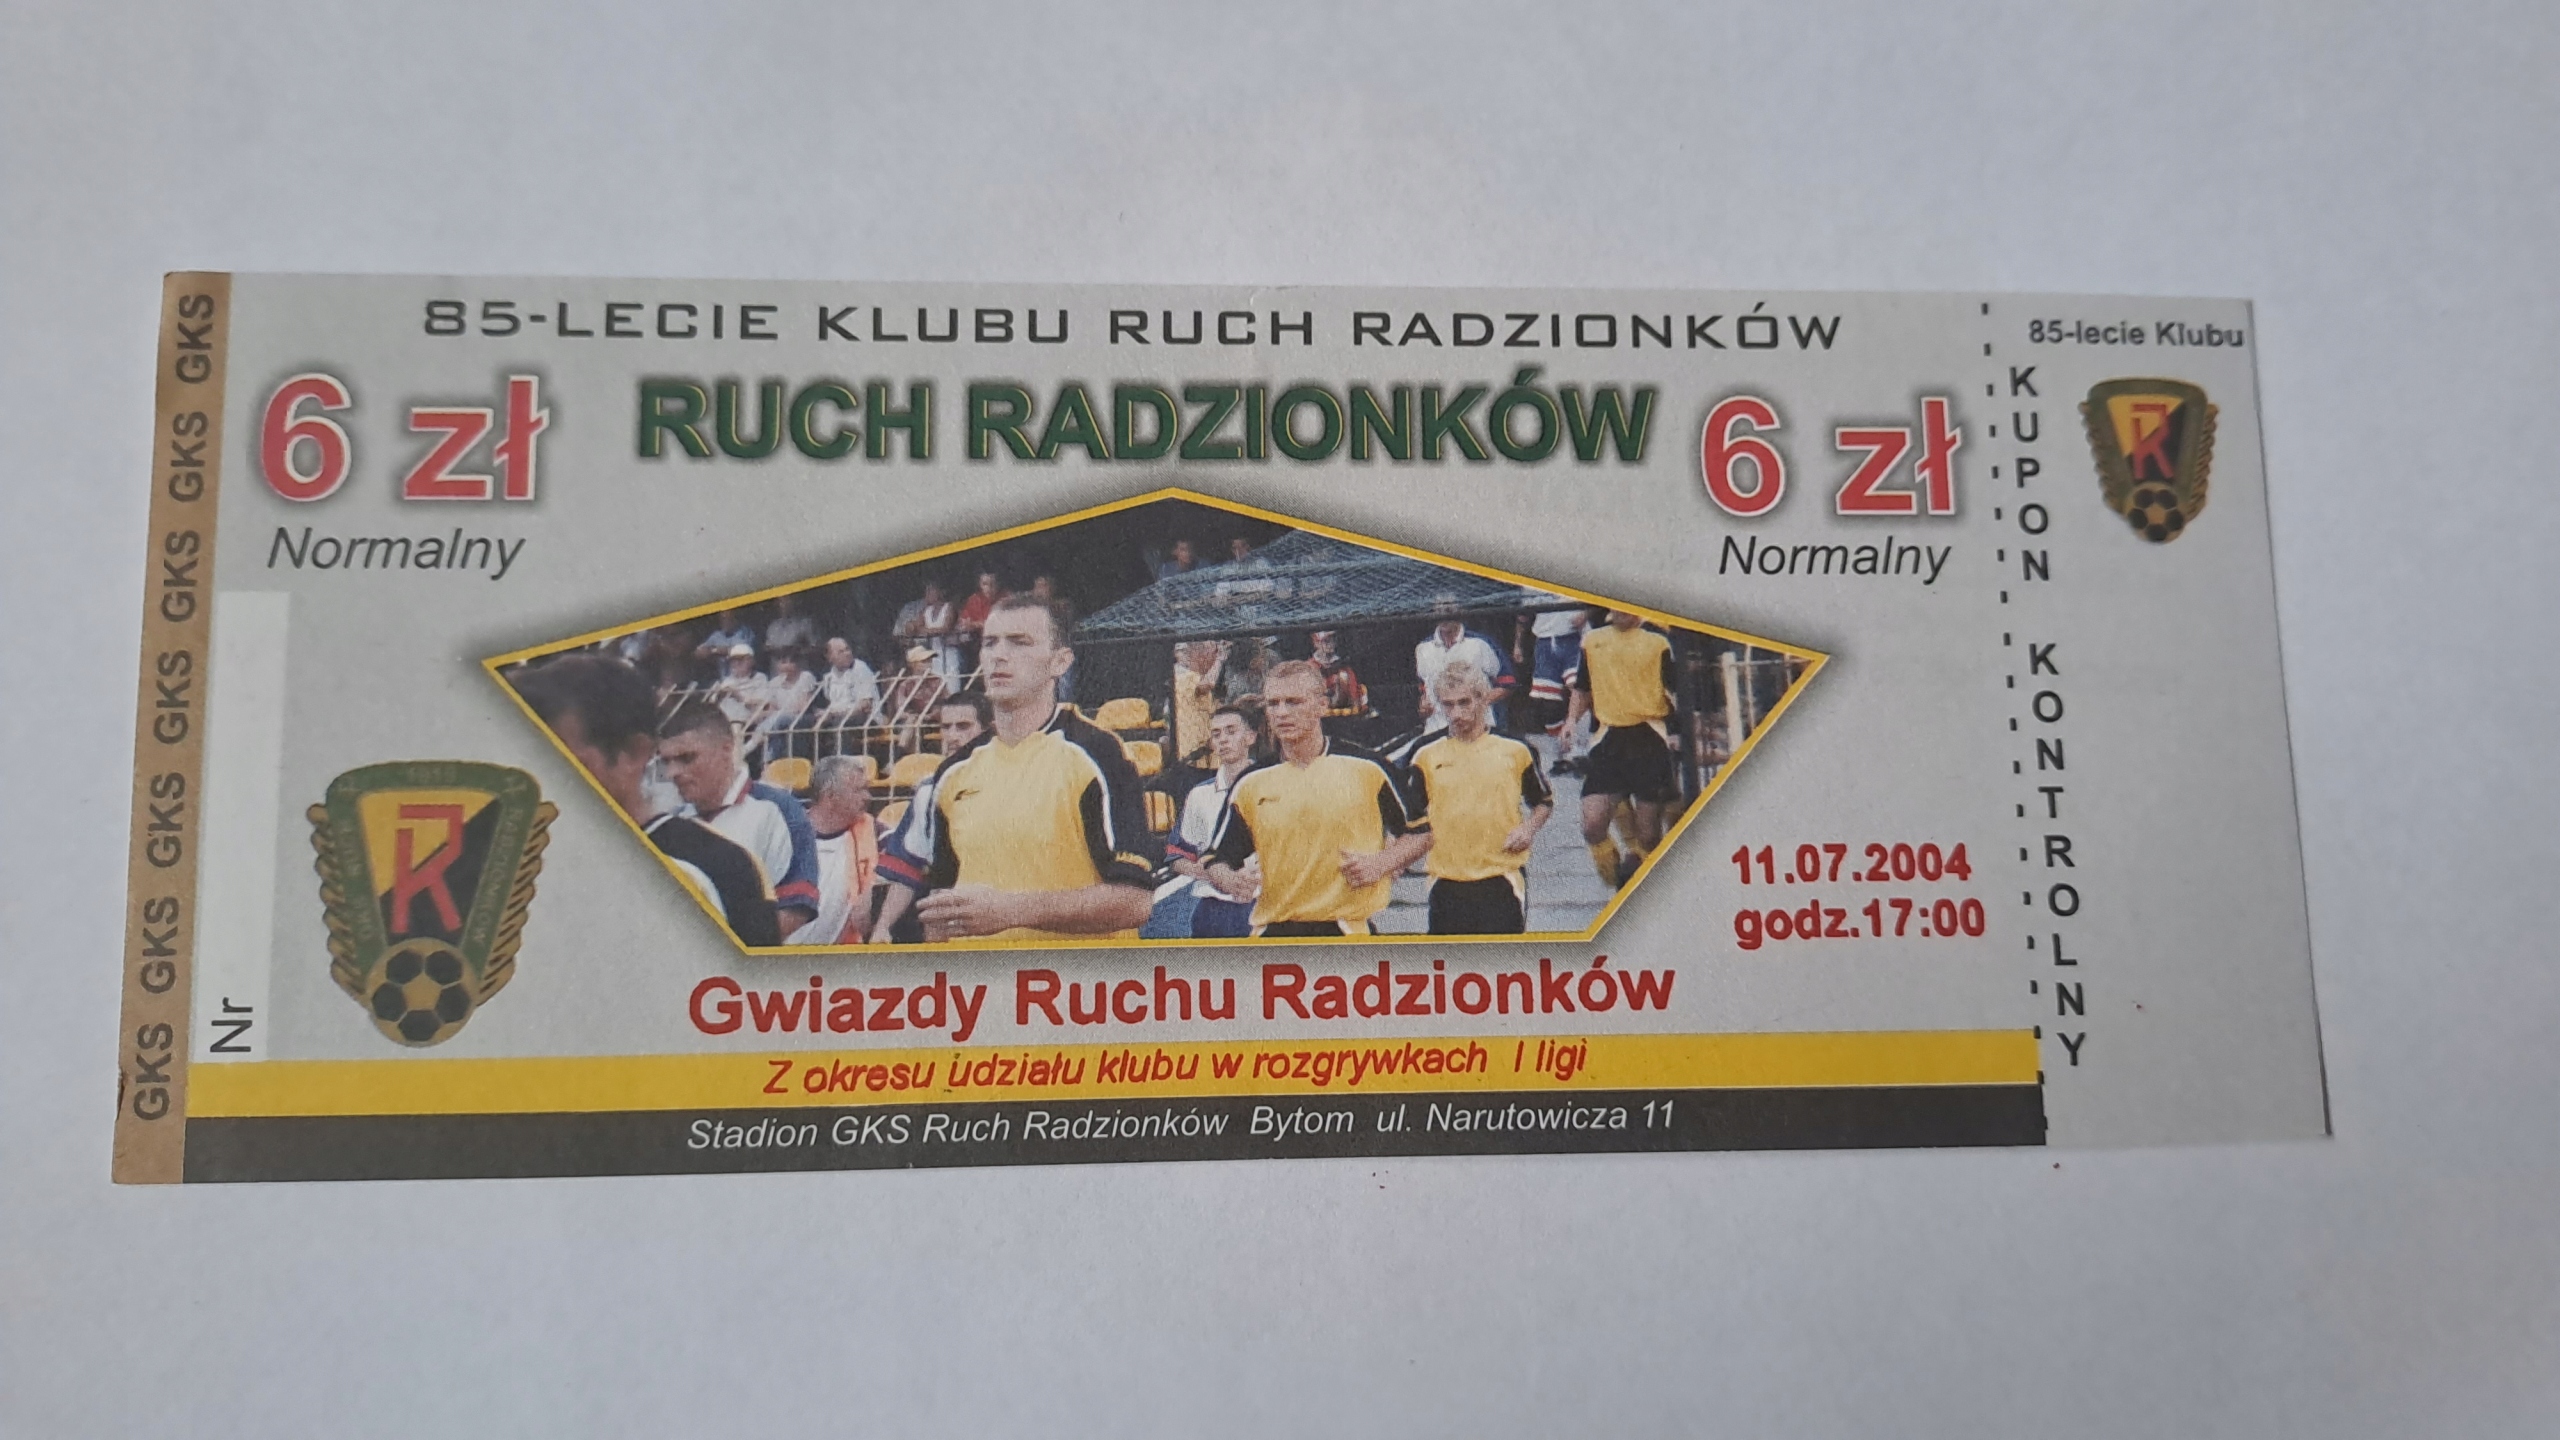 GKS GKS GKS GKS GKS GKS GKS
85-LECIE KLUBU RUCH RADZIONKÓW
6 zł
Normalny
RUCH RADZIONKÓW
6 zł
Normalny
11.07.2004
godz.17:00
Nr
1919
Gwiazdy Ruchu Radzionków
Z okresu udziału klubu w rozgrywkach I ligi
Stadion GKS Ruch Radzionków Bytom ul. Narutowicza 11
85-lecie Klubu
KUPON KONTROLNY